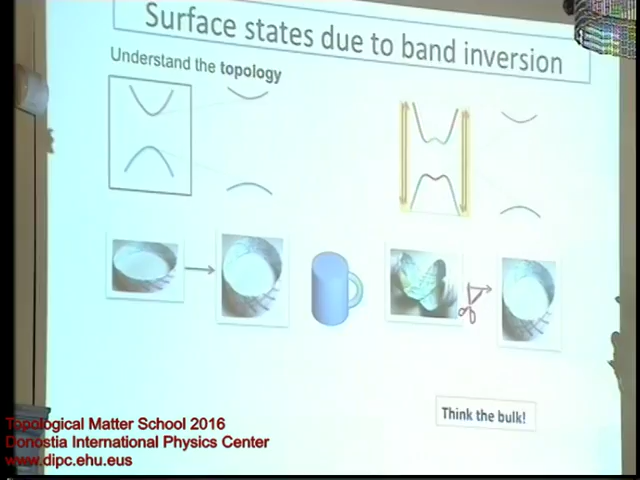 Surface states due to band inversion
Understand the topology
Think the bulk!
Topological Matter School 2016
Donostia International Physics Center
www.dipc.ehu.eus